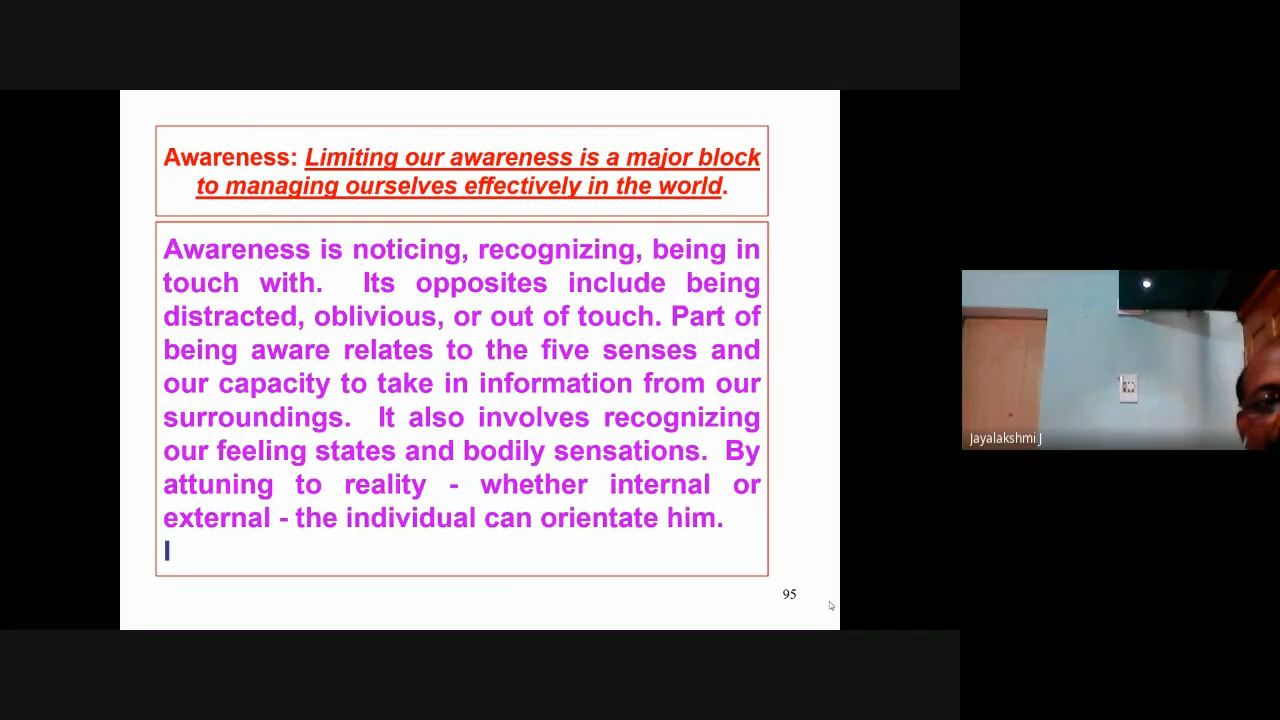 Awareness: Limiting our awareness is a major block
to managing ourselves effectively in the world.
Awareness is noticing, recognizing, being in
touch with. Its opposites include being
distracted, oblivious, or out of touch. Part of
being aware relates to the five senses and
our capacity to take in information from our
surroundings. It also involves recognizing
our feeling states and bodily sensations. By
attuning to reality - whether internal or
external - the individual can orientate him.
I
95
Jayalakshmi J